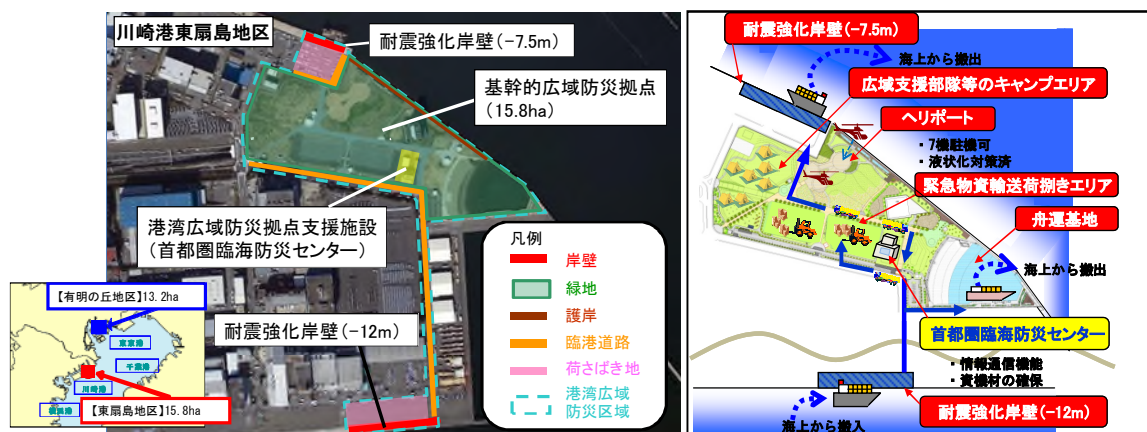 川崎港東扇島地区
耐震強化岸壁(-7.5m)
基幹的広域防災拠点
(15.8ha)
港湾広域防災拠点支援施設
(首都圏臨海防災センター)
耐震強化岸壁(-12m)
凡例
岸壁
緑地
護岸
臨港道路
荷さばき地
港湾広域
防災区域
【有明の丘地区】13.2ha
東京港
千葉港
川崎港
横浜港
【東扇島地区】15.8ha
耐震強化岸壁(-7.5m)
海上から搬出
広域支援部隊等のキャンプエリア
ヘリポート
・7機駐機可
・液状化対策済
緊急物資輸送荷捌きエリア
舟運基地
海上から搬出
首都圏臨海防災センター
・情報通信機能
・資機材の確保
耐震強化岸壁(-12m)
海上から搬入